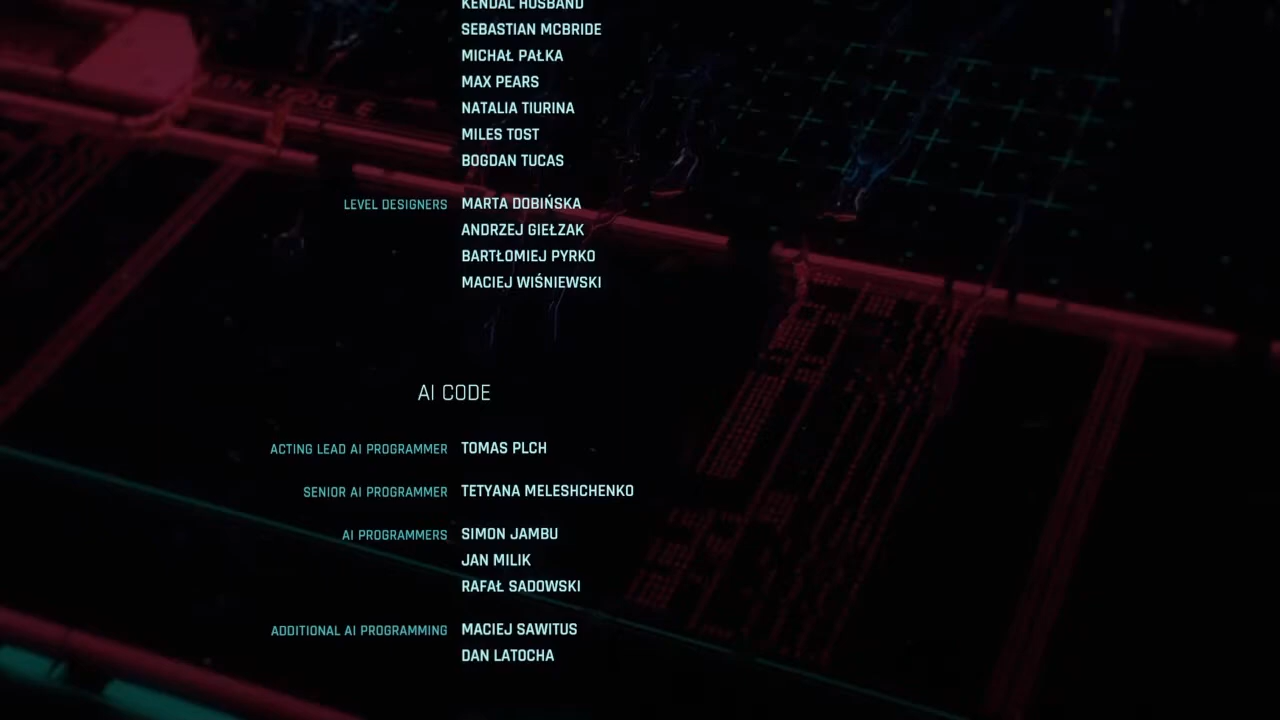 KENDAL HUSBAND
SEBASTIAN MCBRIDE
MICHAŁ PAŁKA
MAX PEARS
NATALIA TIURINA
MILES TOST
BOGDAN TUCAS
LEVEL DESIGNERS MARTA DOBIŃSKA
ANDRZEJ GIEŁZAK
BARTŁOMIEJ PYRKO
MACIEJ WIŚNIEWSKI
AI CODE
ACTING LEAD AI PROGRAMMER TOMAS PLCH
SENIOR AI PROGRAMMER TETYANA MELESHCHENKO
AI PROGRAMMERS SIMON JAMBU
JAN MILIK
RAFAŁ SADOWSKI
ADDITIONAL AI PROGRAMMING MACIEJ SAWITUS
DAN LATOCHA